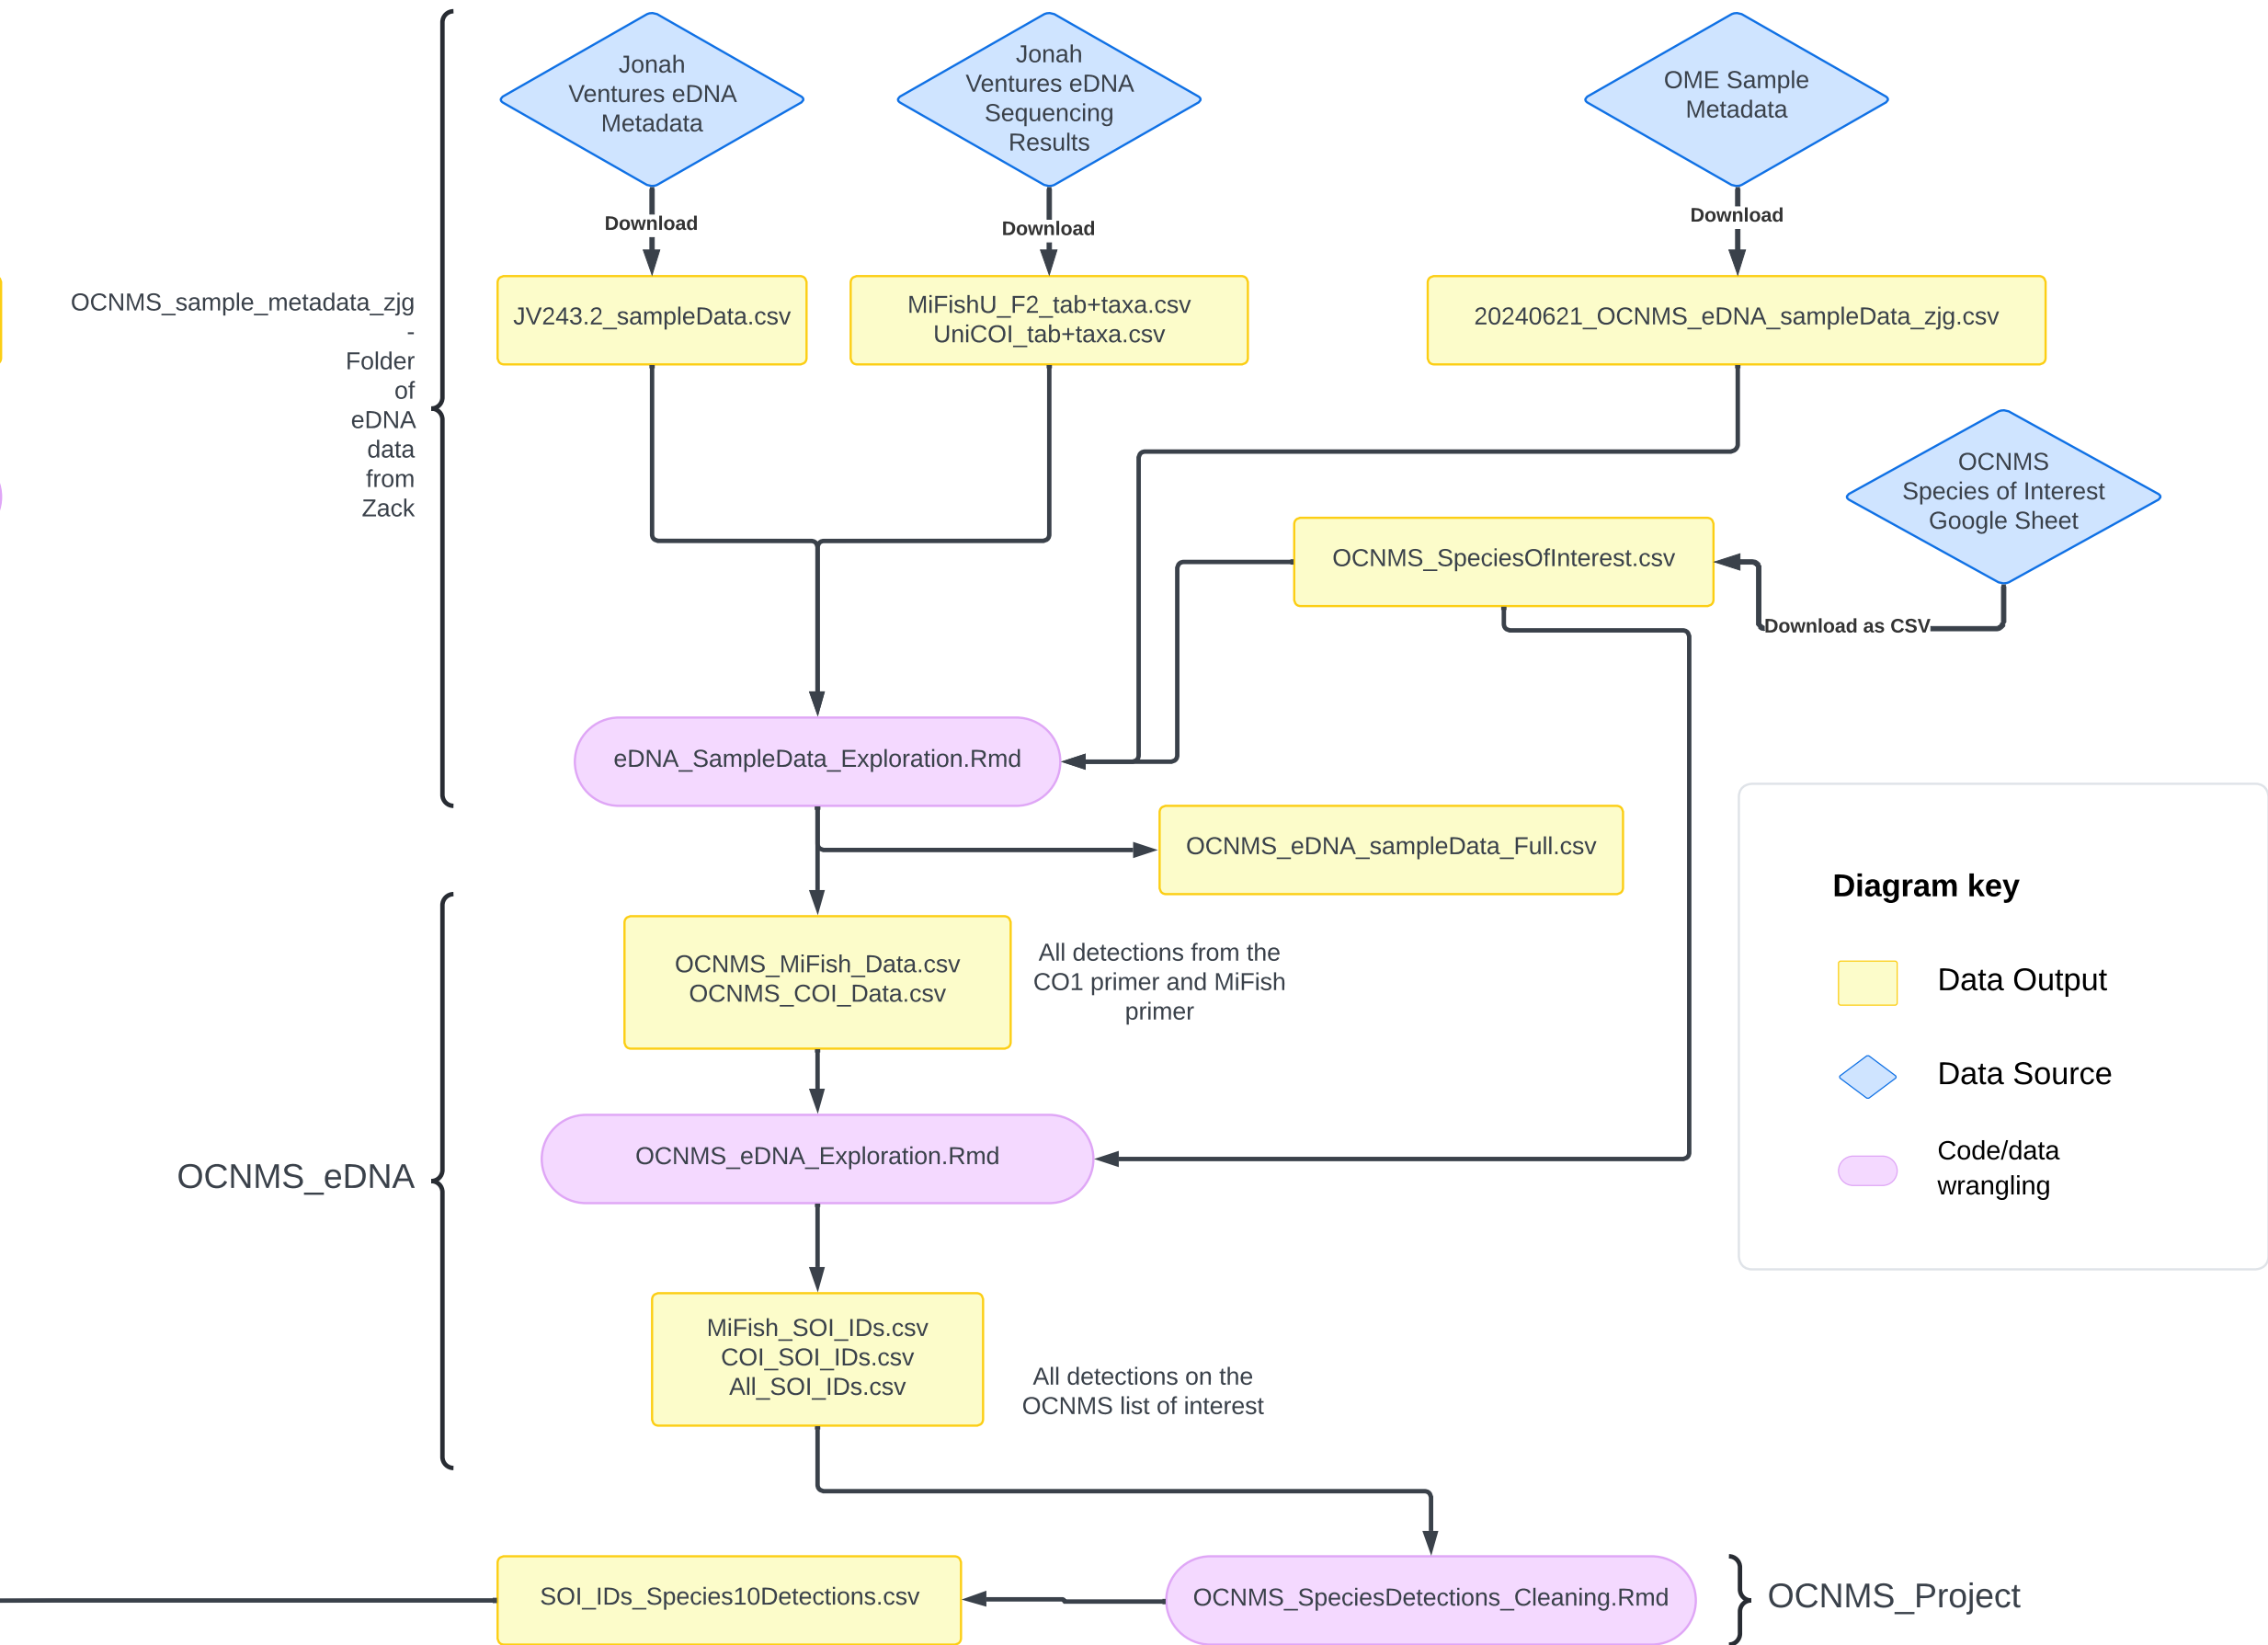 Jonah
Ventures eDNA
Metadata
Jonah
Ventures eDNA
Sequencing
Results
OME Sample
Metadata
Download
Download
Download
OCNMS_sample_metadata_zjg
-
Folder
of
eDNA
data
from
Zack
JV243.2_sampleData.csv
MiFishU_F2_tab+taxa.csv
UniCOI_tab+taxa.csv
20240621_OCNMS_eDNA_sampleData_zjg.csv
OCNMS
Species of Interest
Google Sheet
OCNMS_SpeciesOfInterest.csv
Download as CSV
eDNA_SampleData_Exploration.Rmd
OCNMS_eDNA_sampleData_Full.csv
OCNMS_MiFish_Data.csv
OCNMS_COI_Data.csv
All detections from the
CO1 primer and MiFish
primer
OCNMS_eDNA
OCNMS_eDNA_Exploration.Rmd
MiFish_SOI_IDs.csv
COI_SOI_IDs.csv
All_SOI_IDs.csv
All detections on the
OCNMS list of interest
Diagram key
Data Output
Data Source
Code/data
wrangling
SOI_IDs_Species10Detections.csv
OCNMS_SpeciesDetections_Cleaning.Rmd
OCNMS_Project